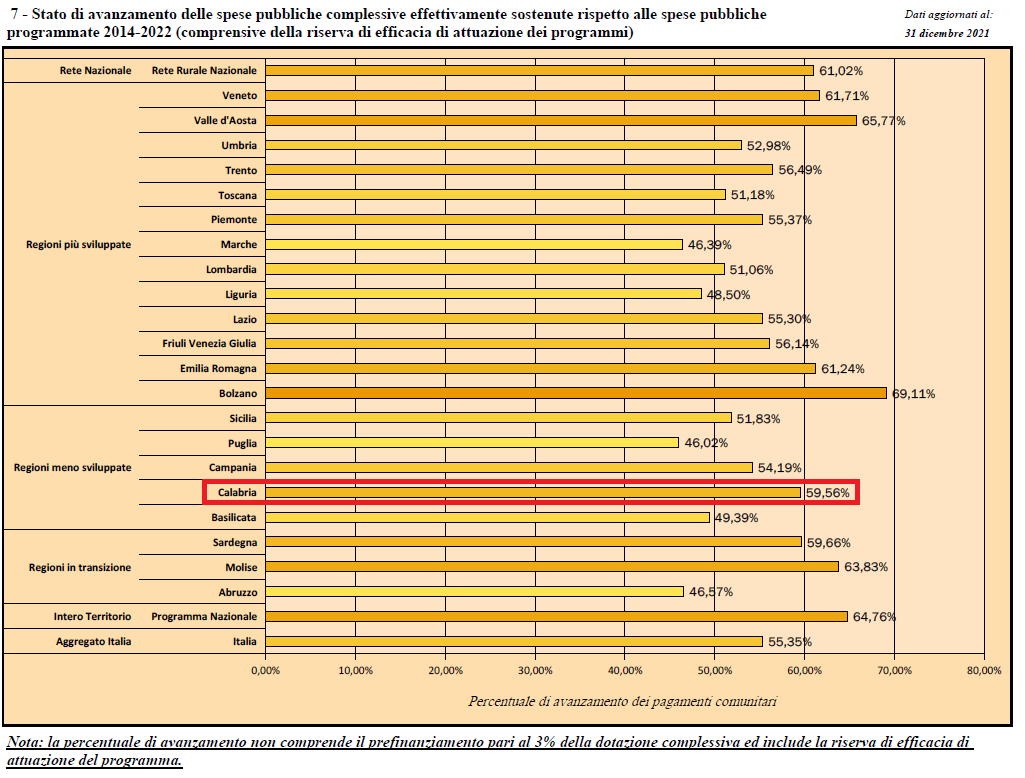 7 - Stato di avanzamento delle spese pubbliche complessive effettivamente sostenute rispetto alle spese pubbliche
programmate 2014-2022 (comprensive della riserva di efficacia di attuazione dei programmi)
Dati aggiornati al:
31 dicembre 2021
Rete Nazionale Rete Rurale Nazionale 61,02%
Veneto 61,71%
Valle d'Aosta 65,77%
Umbria 52,98%
Trento 56,49%
Toscana 51,18%
Piemonte 55,37%
Regioni più sviluppate Marche 46,39%
Lombardia 51,06%
Liguria 48,50%
Lazio 55,30%
Friuli Venezia Giulia 56,14%
Emilia Romagna 61,24%
Bolzano 69,11%
Sicilia 51,83%
Puglia 46,02%
Regioni meno sviluppate Campania 54,19%
Calabria 59,56%
Basilicata 49,39%
Sardegna 59,66%
Regioni in transizione Molise 63,83%
Abruzzo 46,57%
Intero Territorio Programma Nazionale 64,76%
Aggregato Italia Italia 55,35%
0,00% 10,00% 20,00% 30,00% 40,00% 50,00% 60,00% 70,00% 80,00%
Percentuale di avanzamento dei pagamenti comunitari
Nota: la percentuale di avanzamento non comprende il prefinanziamento pari al 3% della dotazione complessiva ed include la riserva di efficacia di
attuazione del programma.